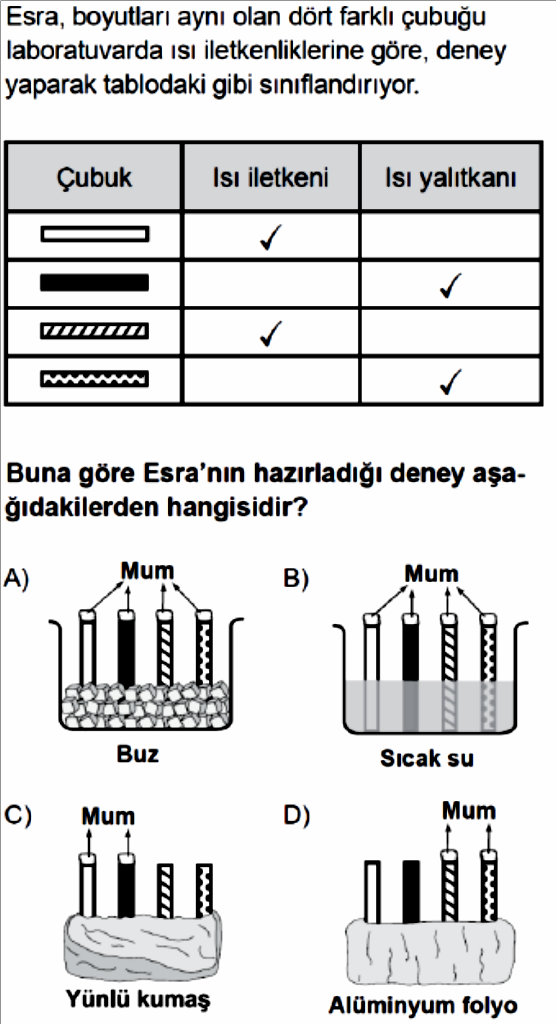 Esra, boyutları aynı olan dört farklı çubuğu
laboratuvarda ısı iletkenliklerine göre, deney
yaparak tablodaki gibi sınıflandırıyor.
Çubuk Isı iletkeni Isı yalıtkanı
✓
✓
✓
✓
Buna göre Esra'nın hazırladığı deney aşa-
ğıdakilerden hangisidir?
A) Mum
Buz
B) Mum
Sıcak su
C) Mum
Yünlü kumaş
D) Mum
Alüminyum folyo